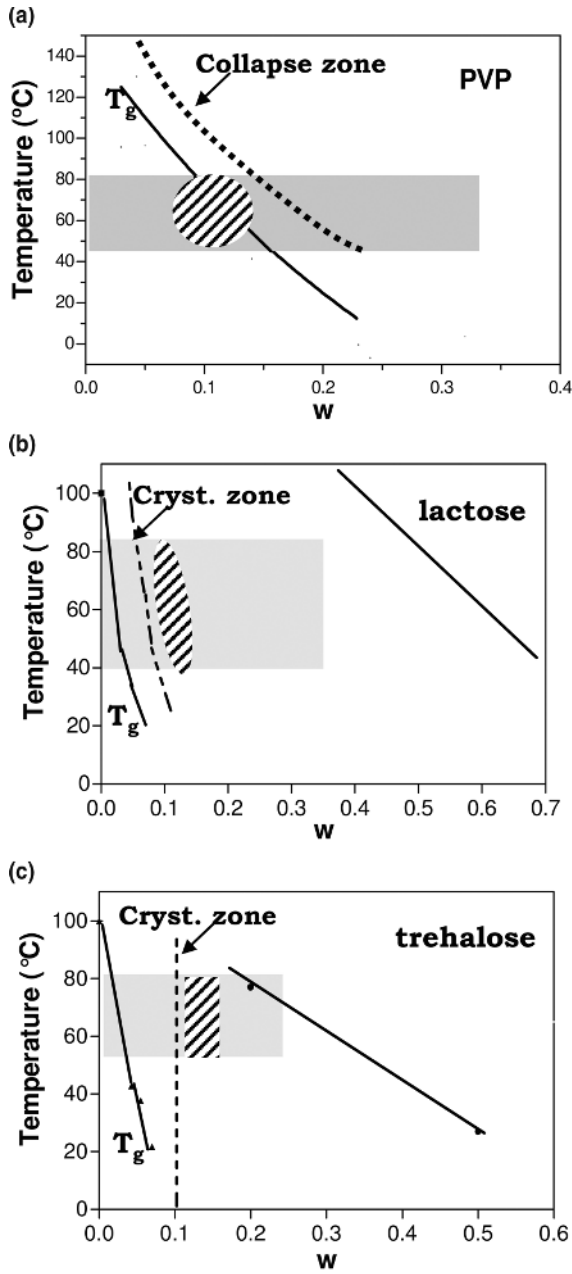 (a)
140
120
100
80
60
40
20
0
Temperature (°C)
Collapse zone
PVP
Tg
0.0 0.1 0.2 0.3 0.4
w
(b)
100
80
60
40
20
0
Temperature (°C)
Cryst. zone
lactose
Tg
0.0 0.1 0.2 0.3 0.4 0.5 0.6 0.7
w
(c)
100
80
60
40
20
0
Temperature (°C)
Cryst. zone
trehalose
Tg
0.0 0.1 0.2 0.3 0.4 0.5 0.6
w